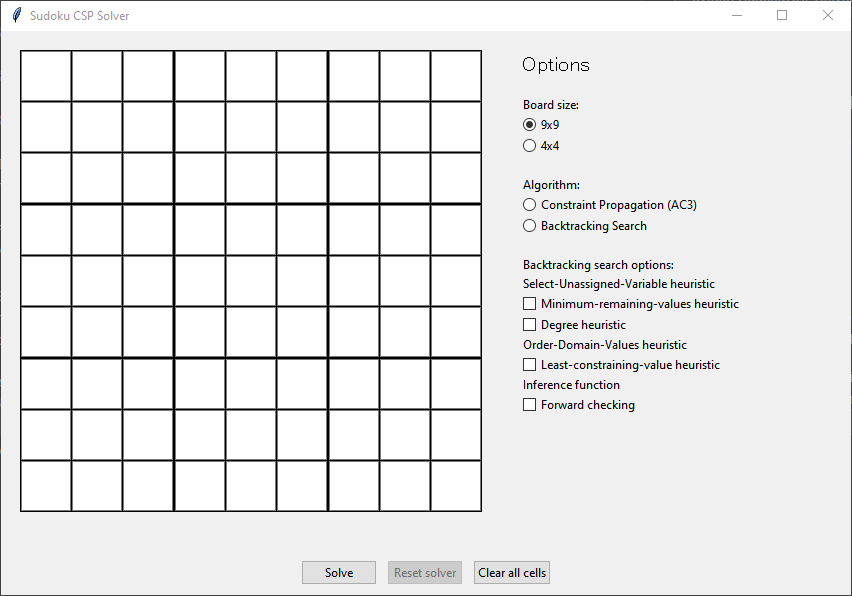 Sudoku CSP Solver
Options
Board size:
9x9
4x4
Algorithm:
Constraint Propagation (AC3)
Backtracking Search
Backtracking search options:
Select-Unassigned-Variable heuristic
Minimum-remaining-values heuristic
Degree heuristic
Order-Domain-Values heuristic
Least-constraining-value heuristic
Inference function
Forward checking
Solve Reset solver Clear all cells